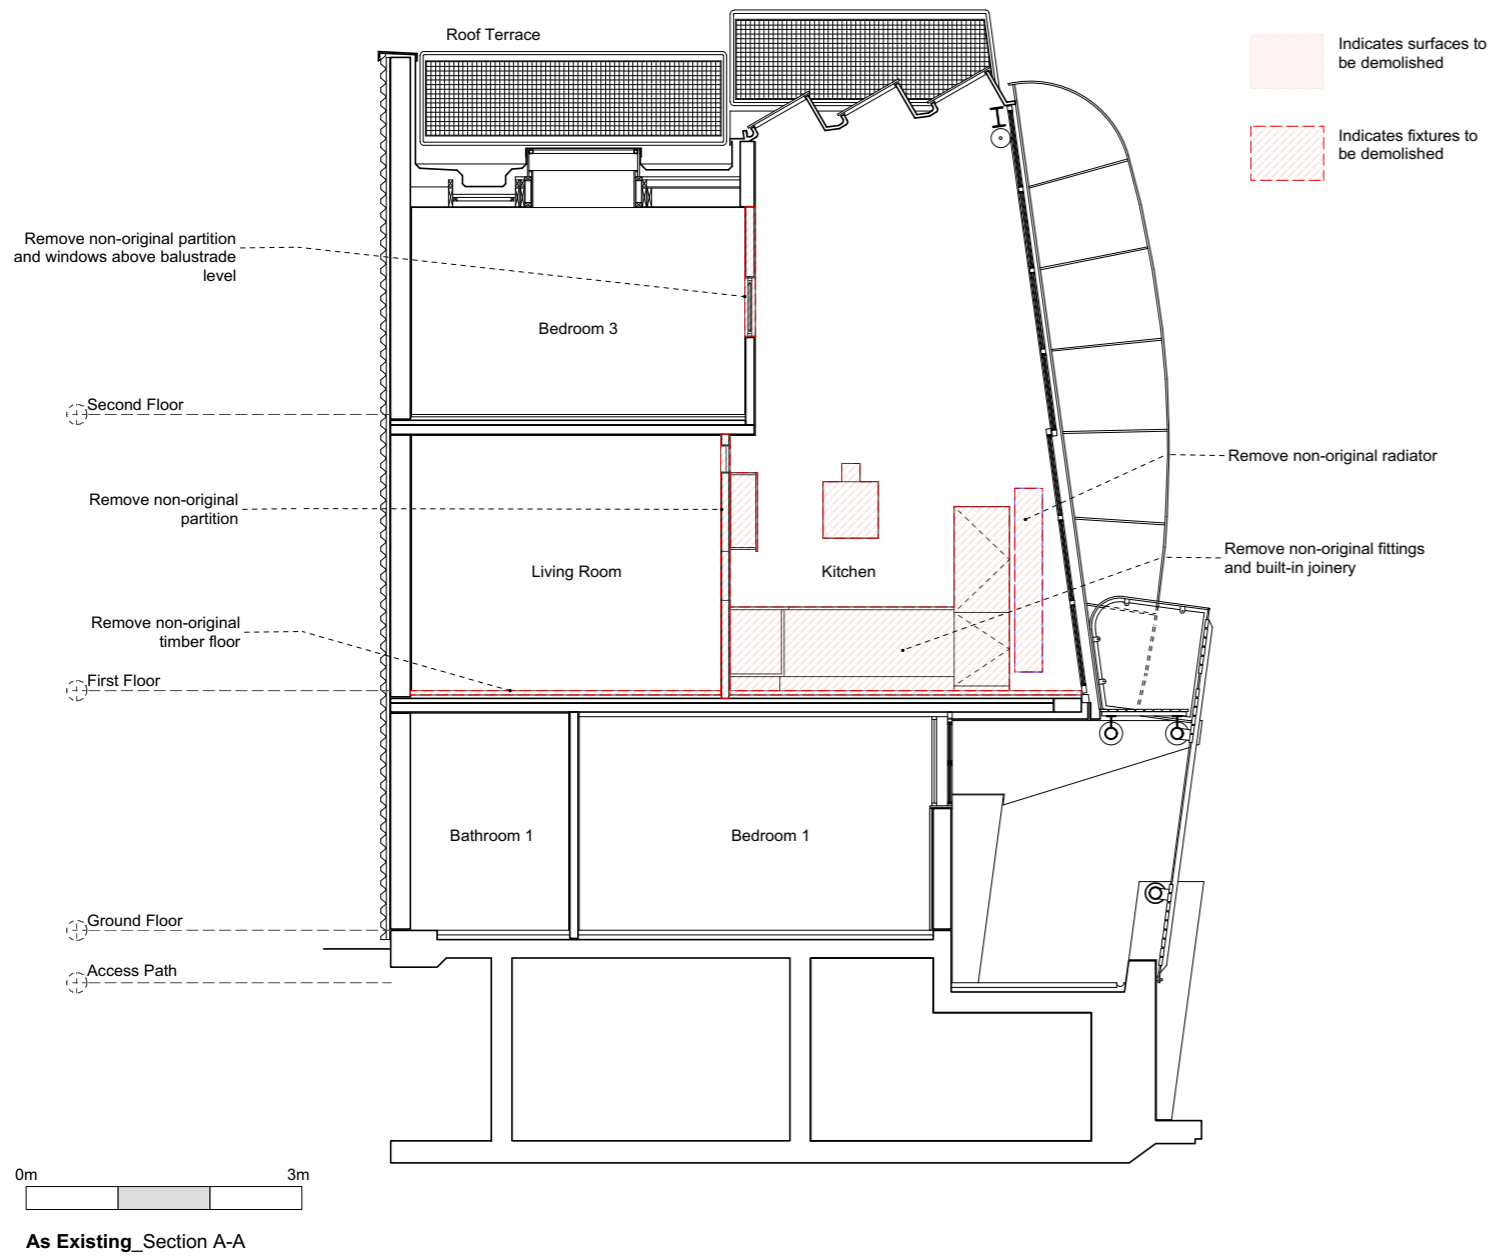 Roof Terrace
Indicates surfaces to
be demolished
Indicates fixtures to
be demolished
Remove non-original partition
and windows above balustrade
level
Bedroom 3
Second Floor
Remove non-original radiator
Remove non-original
partition
Living Room
Kitchen
Remove non-original fittings
and built-in joinery
Remove non-original
timber floor
First Floor
Bathroom 1
Bedroom 1
Ground Floor
Access Path
0m
3m
As Existing_Section A-A